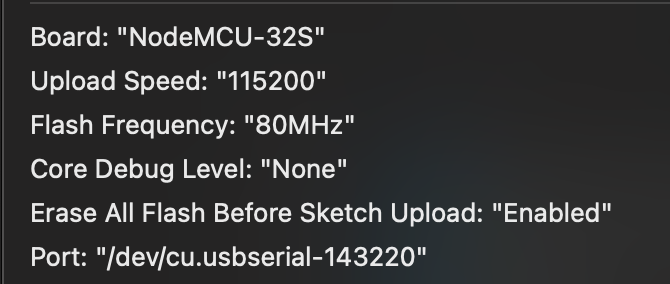 Board: "NodeMCU-32S"
Upload Speed: "115200"
Flash Frequency: "80MHz"
Core Debug Level: "None"
Erase All Flash Before Sketch Upload: "Enabled"
Port: "/dev/cu.usbserial-143220"